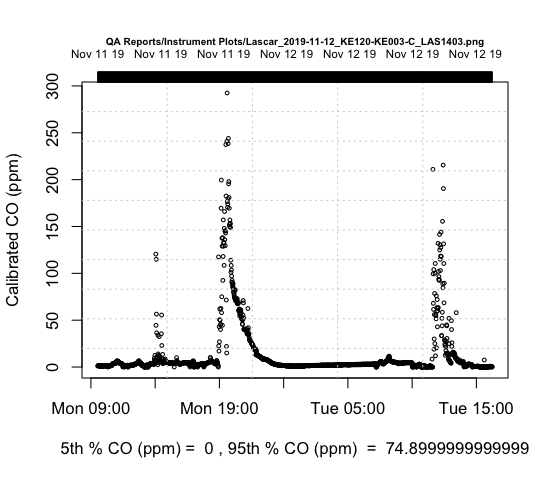 QA Reports/Instrument Plots/Lascar_2019-11-12_KE120-KE003-C_LAS1403.png
Nov 11 19 Nov 11 19 Nov 11 19 Nov 11 19 Nov 12 19 Nov 12 19 Nov 12 19
300
250
200
150
100
50
0
Calibrated CO (ppm)
Mon 09:00 Mon 19:00 Tue 05:00 Tue 15:00
5th % CO (ppm) = 0 , 95th % CO (ppm) = 74.8999999999999